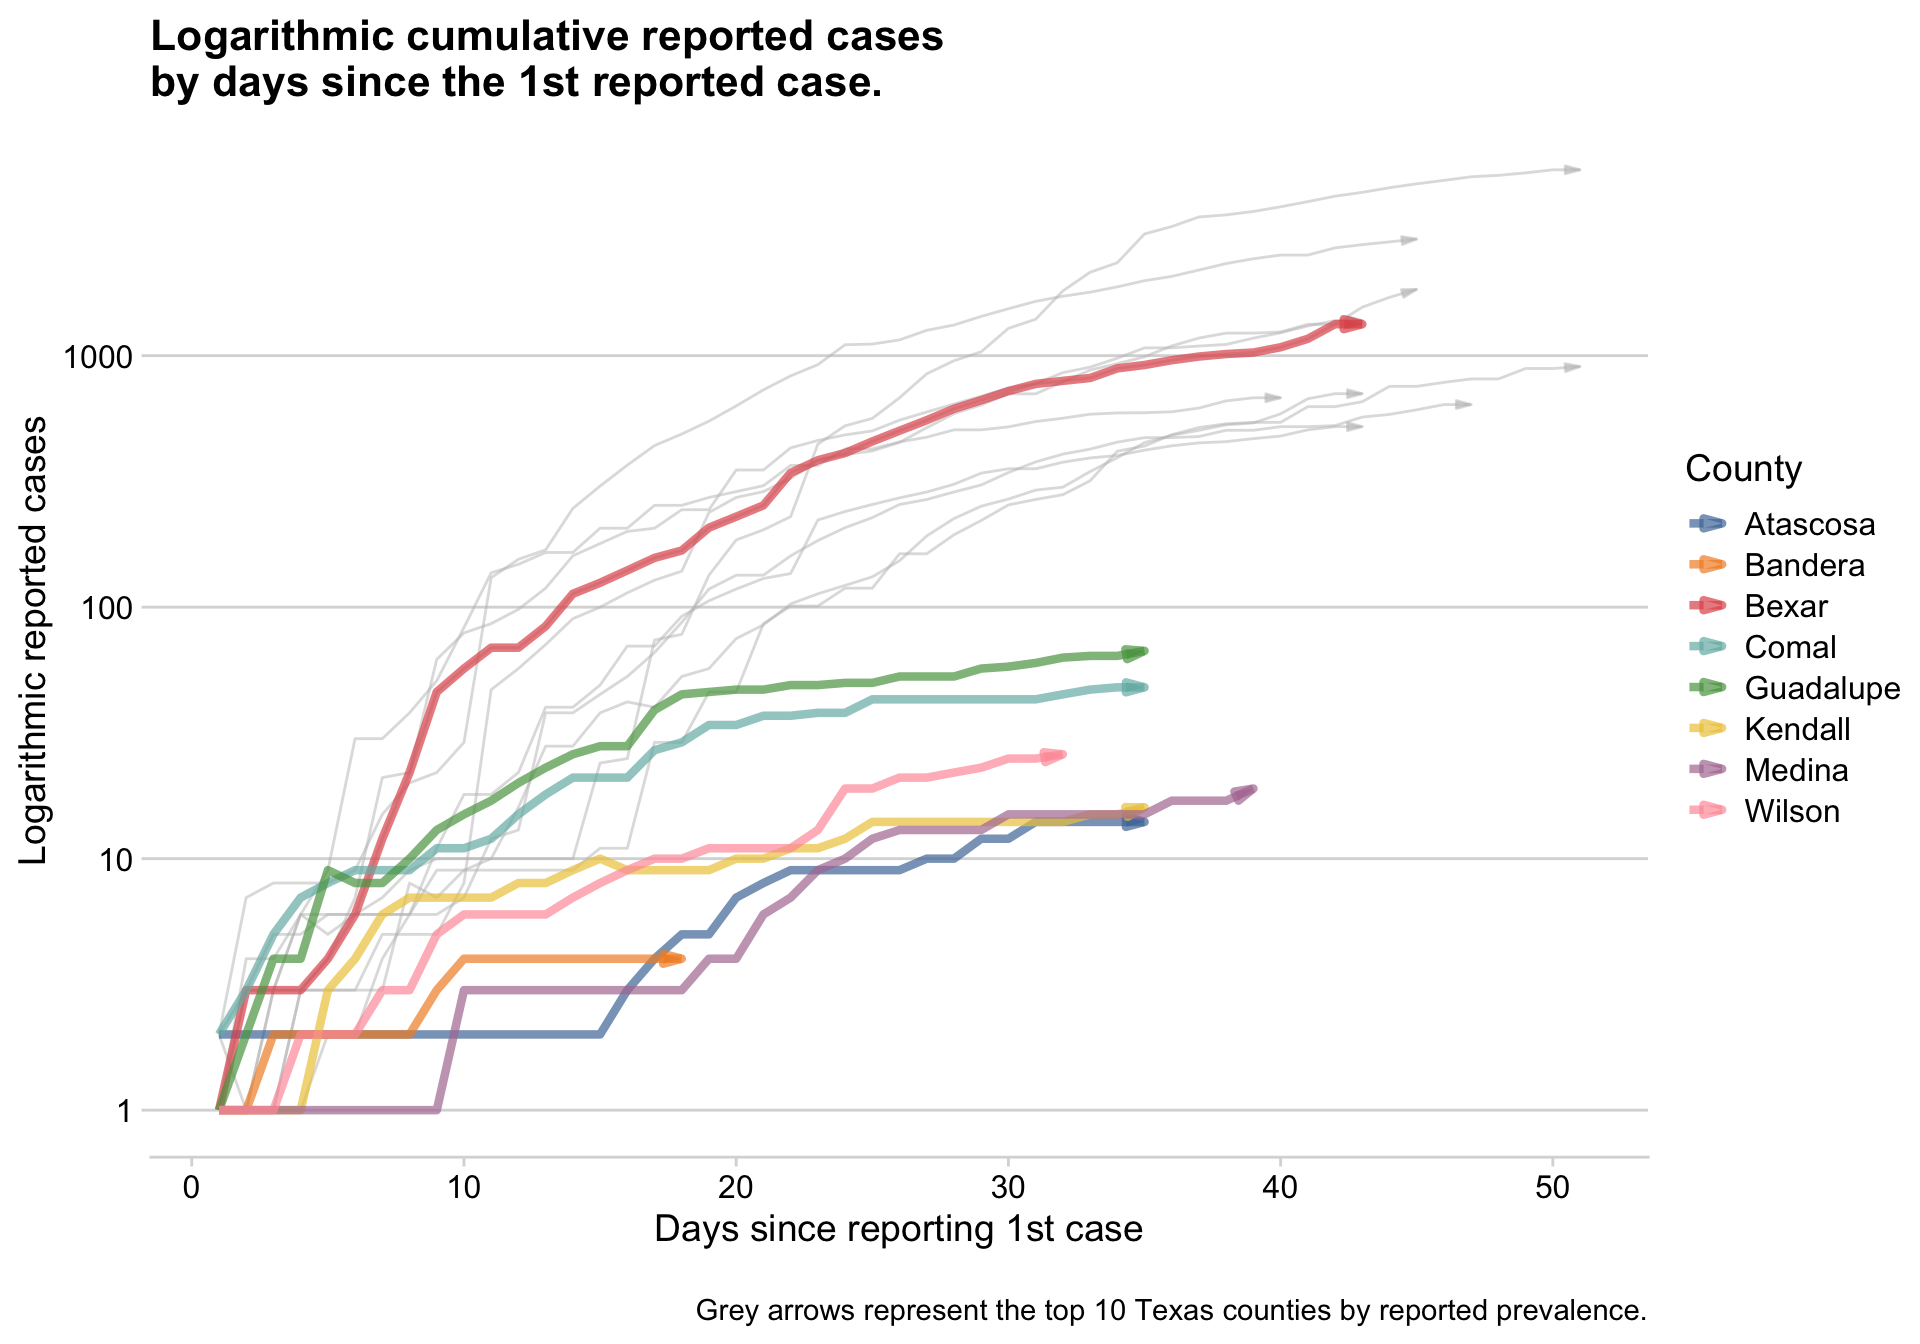 Logarithmic cumulative reported cases
by days since the 1st reported case.
Logarithmic reported cases
1000
100
10
1
0 10 20 30 40 50
Days since reporting 1st case
County
Atascosa
Bandera
Bexar
Comal
Guadalupe
Kendall
Medina
Wilson
Grey arrows represent the top 10 Texas counties by reported prevalence.